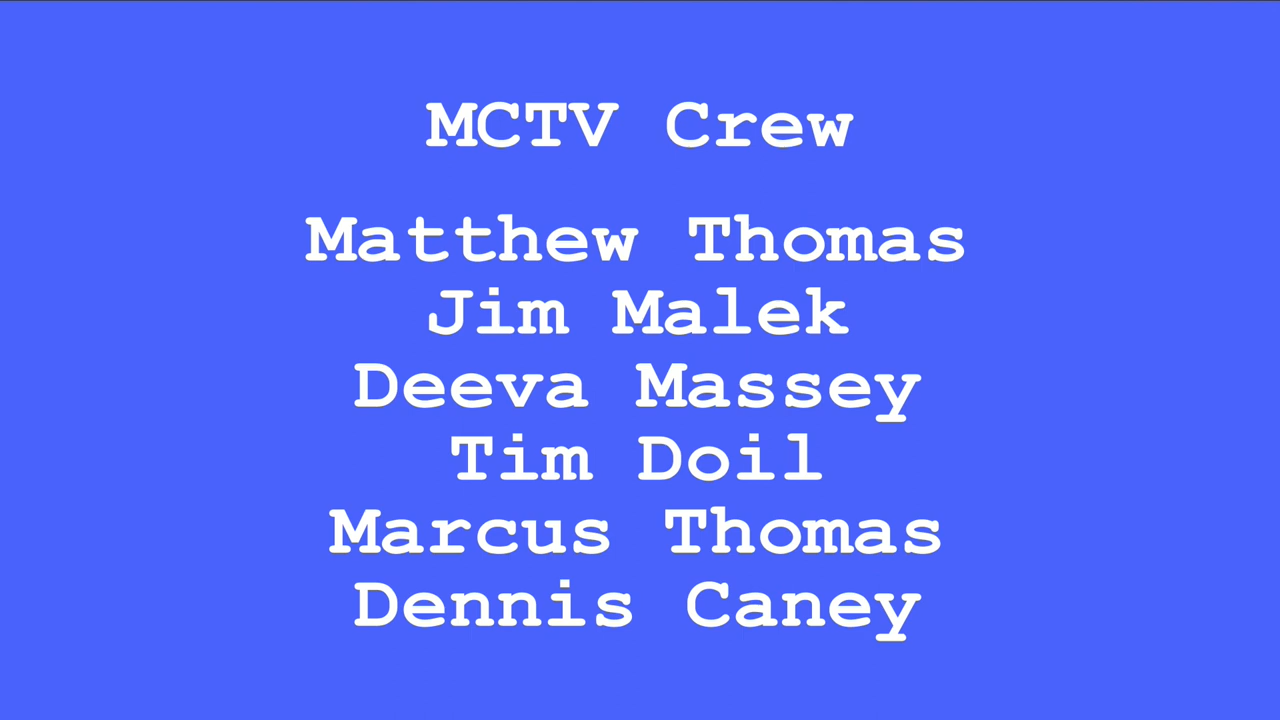 MCTV Crew
Matthew Thomas
Jim Malek
Deeva Massey
Tim Doil
Marcus Thomas
Dennis Caney